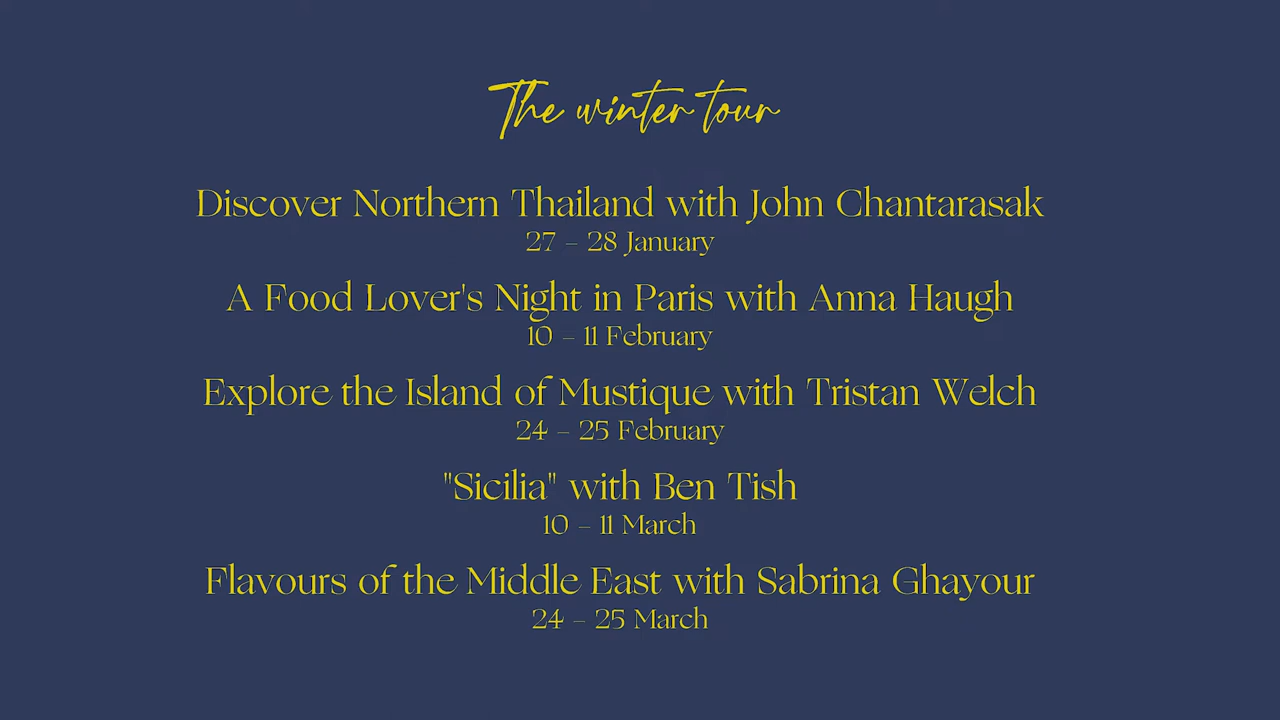 The winter tour
Discover Northern Thailand with John Chantarasak
27 – 28 January
A Food Lover's Night in Paris with Anna Haugh
10 – 11 February
Explore the Island of Mustique with Tristan Welch
24 – 25 February
"Sicilia" with Ben Tish
10 – 11 March
Flavours of the Middle East with Sabrina Ghayour
24 – 25 March